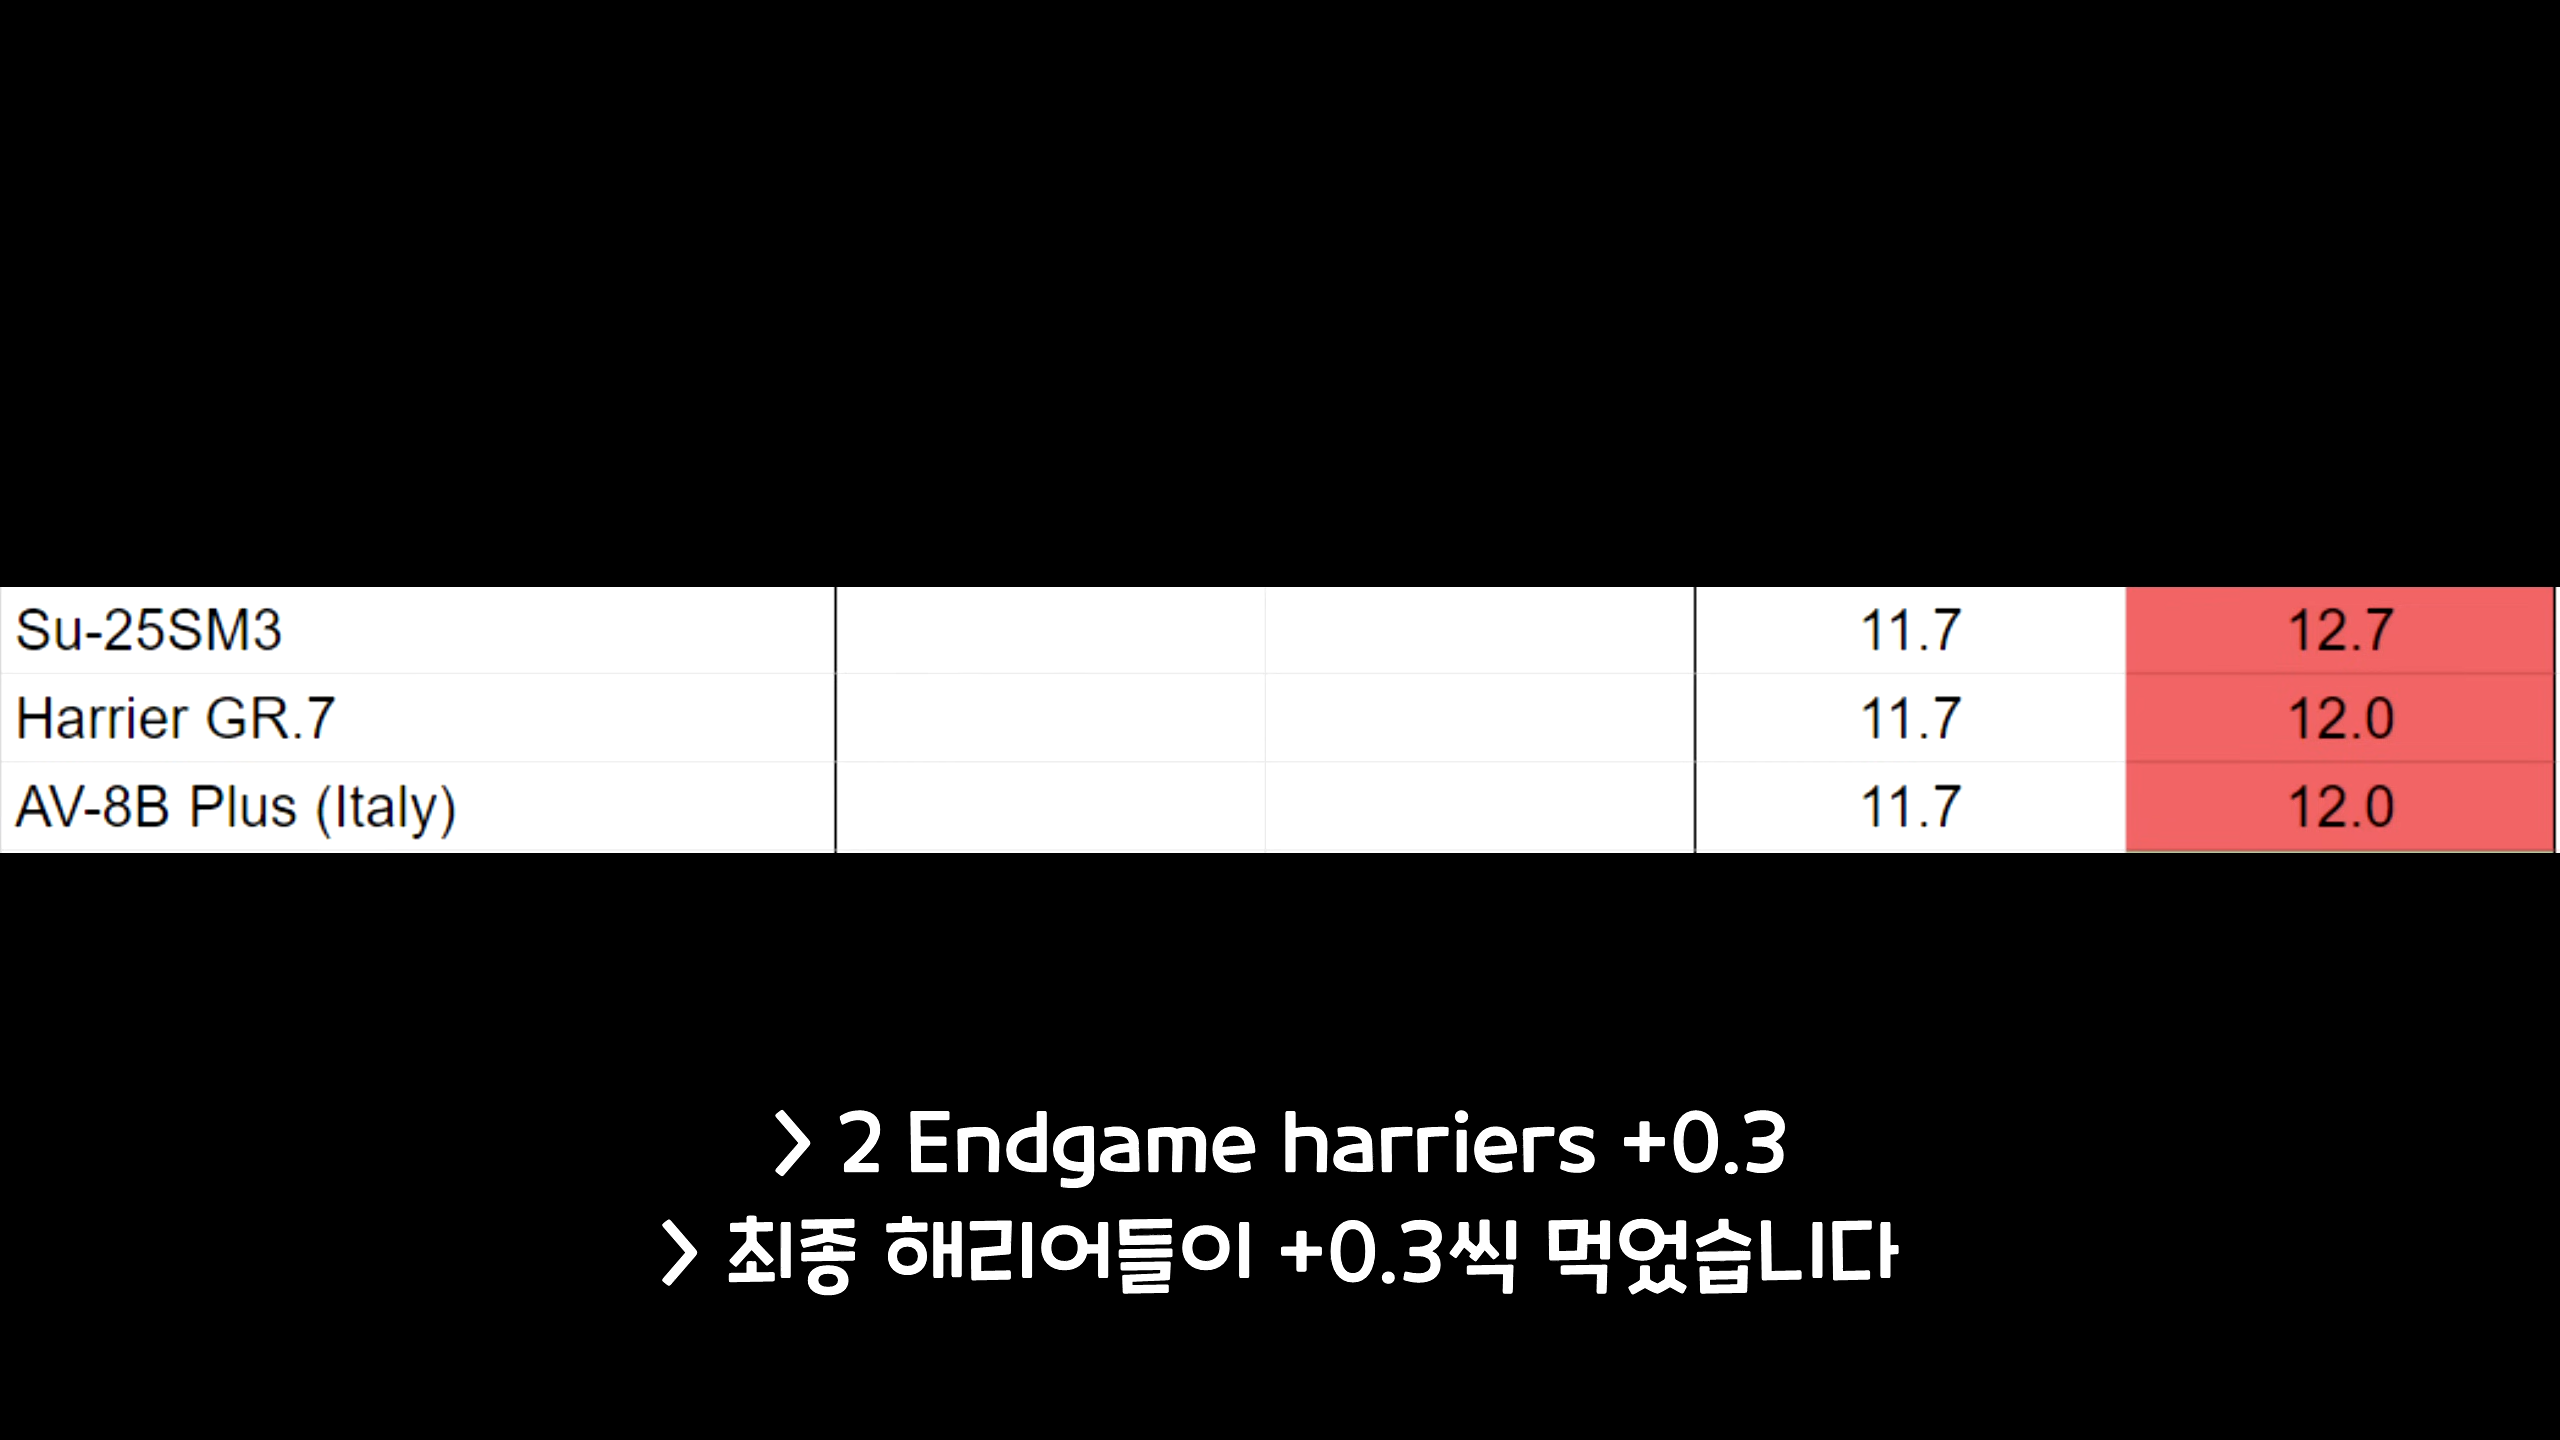 Su-25SM3 11.7 12.7
Harrier GR.7 11.7 12.0
AV-8B Plus (Italy) 11.7 12.0
> 2 Endgame harriers +0.3
> 최종 해리어들이 +0.3씩 먹었습니다